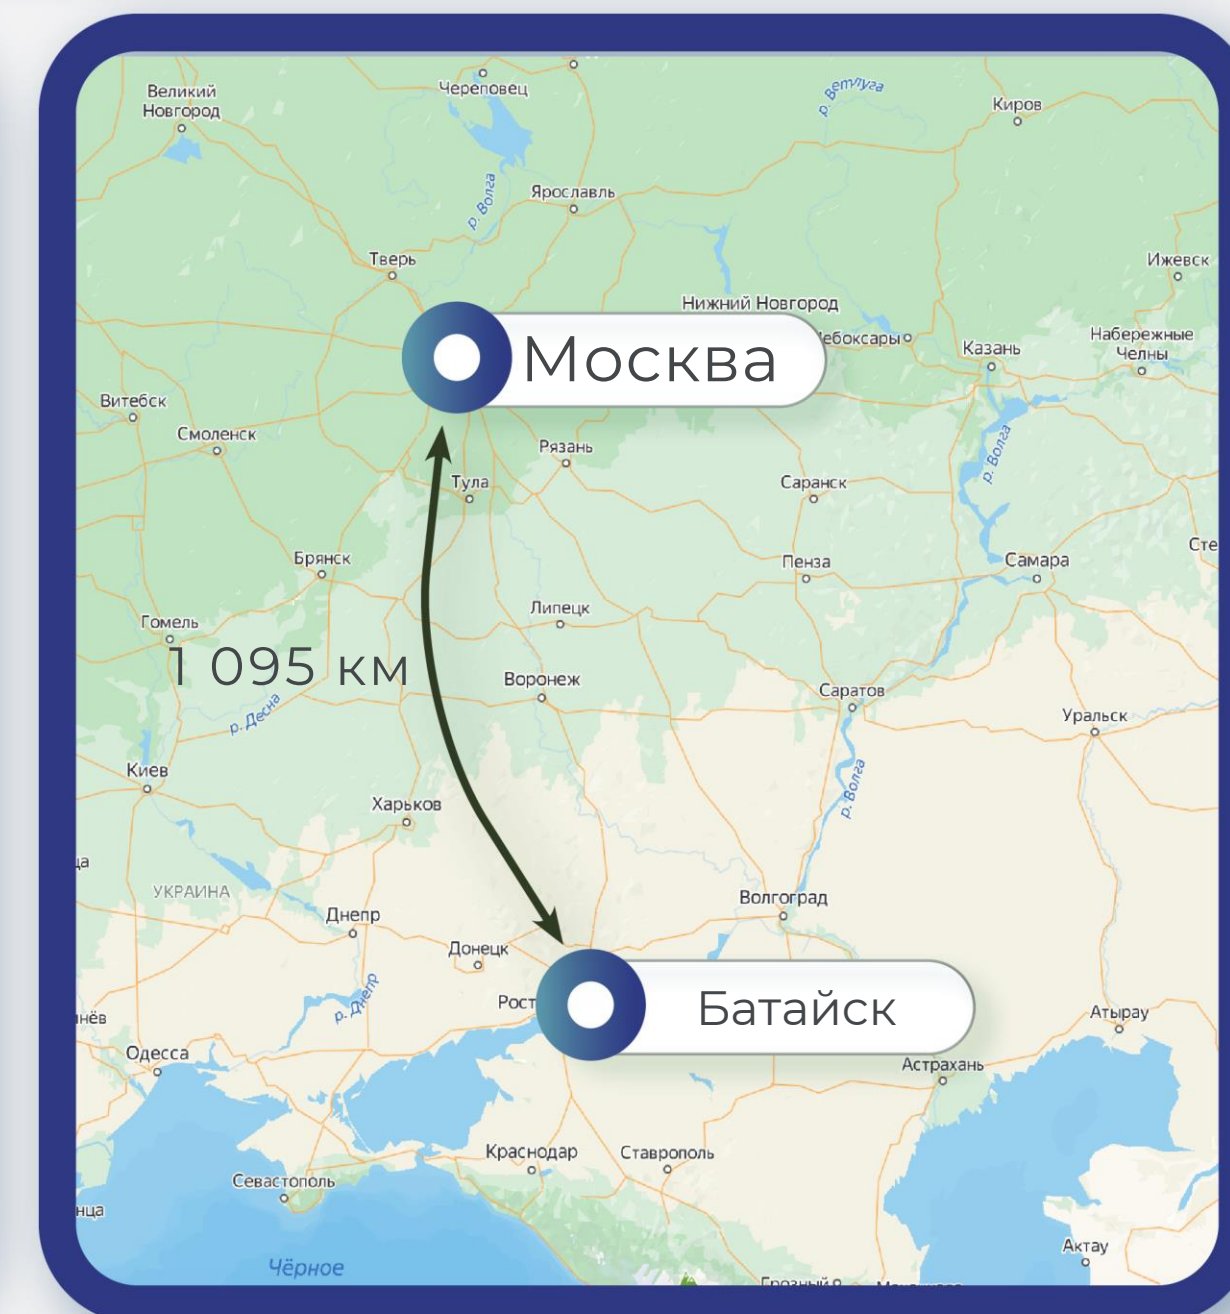 Великий
Новгород
Череповец
р. Ветлуга
Киров
Ярославль
р. Волга
Тверь
Ижевск
Нижний Новгород
Набережные
Челны
Казань
Москва
Витебск
Смоленск
Рязань
р. Волга
Тула
Саранск
Брянск
Пенза
Самара
Липецк
Гомель
1 095 км
Воронеж
Саратов
р. Десна
Уральск
Киев
Харьков
р. Волга
УКРАИНА
Волгоград
Днепр
Донецк
р. Днепр
Батайск
Атырау
Одесса
Астрахань
Краснодар
Ставрополь
Севастополь
Актау
Чёрное